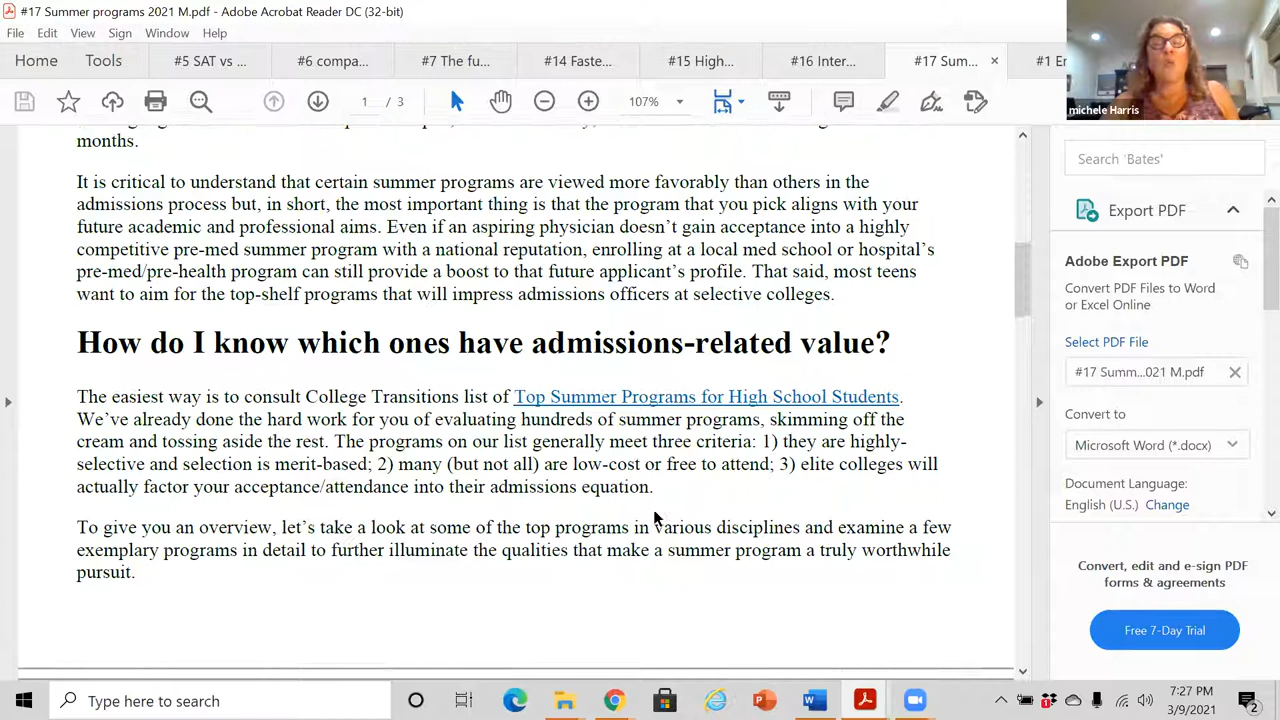 #17 Summer programs 2021 M.pdf - Adobe Acrobat Reader DC (32-bit)
File Edit View Sign Window Help
Home Tools #5 SAT vs ... #6 compa... #7 The fu... #14 Faste... #15 High... #16 Inter... #17 Sum... × #1 E
1 / 3 107%
michele Harris
months.
It is critical to understand that certain summer programs are viewed more favorably than others in the
admissions process but, in short, the most important thing is that the program that you pick aligns with your
future academic and professional aims. Even if an aspiring physician doesn't gain acceptance into a highly
competitive pre-med summer program with a national reputation, enrolling at a local med school or hospital's
pre-med/pre-health program can still provide a boost to that future applicant's profile. That said, most teens
want to aim for the top-shelf programs that will impress admissions officers at selective colleges.
How do I know which ones have admissions-related value?
The easiest way is to consult College Transitions list of Top Summer Programs for High School Students.
We've already done the hard work for you of evaluating hundreds of summer programs, skimming off the
cream and tossing aside the rest. The programs on our list generally meet three criteria: 1) they are highly-
selective and selection is merit-based; 2) many (but not all) are low-cost or free to attend; 3) elite colleges will
actually factor your acceptance/attendance into their admissions equation.
To give you an overview, let's take a look at some of the top programs in various disciplines and examine a few
exemplary programs in detail to further illuminate the qualities that make a summer program a truly worthwhile
pursuit.
Search 'Bates'
Export PDF
Adobe Export PDF
Convert PDF Files to Word
or Excel Online
Select PDF File
#17 Summ...021 M.pdf
Convert to
Microsoft Word (*.docx)
Document Language:
English (U.S.) Change
Convert, edit and e-sign PDF
forms & agreements
Free 7-Day Trial
Type here to search
7:27 PM
3/9/2021
2